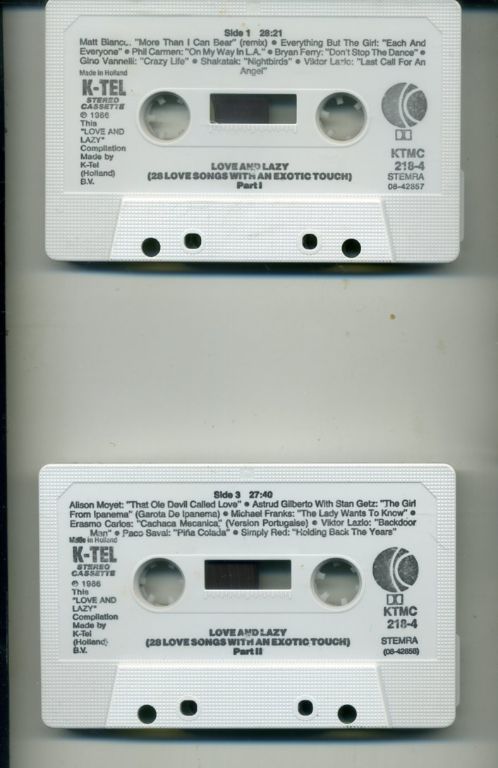 Side 1 28:21
Matt Bianco: "More Than I Can Bear" (remix) ● Everything But The Girl: "Each And
Everyone" ● Phil Carmen: "On My Way In L.A." ● Bryan Ferry: "Don't Stop The Dance" ●
Gino Vannelli: "Crazy Life" ● Shakatak: "Nightbirds" ● Viktor Lazlo: "Last Call For An
Angel"
Made in Holland
K-TEL
STEREO
CASSETTE
℗ 1986
This
"LOVE AND
LAZY"
Compilation
Made by
K-Tel
(Holland)
B.V.
K
KTMC
218-4
STEMRA
08-42857
LOVE AND LAZY
(28 LOVE SONGS WITH AN EXOTIC TOUCH)
Part I
Side 3 27:40
Alison Moyet: "That Ole Devil Called Love" ● Astrud Gilberto With Stan Getz: "The Girl
From Ipanema" (Garota De Ipanema) ● Michael Franks: "The Lady Wants To Know" ●
Erasmo Carlos: "Cachaca Mecanica" (Version Portugaise) ● Viktor Lazlo: "Backdoor
Man" ● Paco Saval: "Piña Colada" ● Simply Red: "Holding Back The Years"
Made in Holland
K-TEL
STEREO
CASSETTE
℗ 1986
This
"LOVE AND
LAZY"
Compilation
Made by
K-Tel
(Holland)
B.V.
K
KTMC
218-4
STEMRA
(08-42858)
LOVE AND LAZY
(28 LOVE SONGS WITH AN EXOTIC TOUCH)
Part II